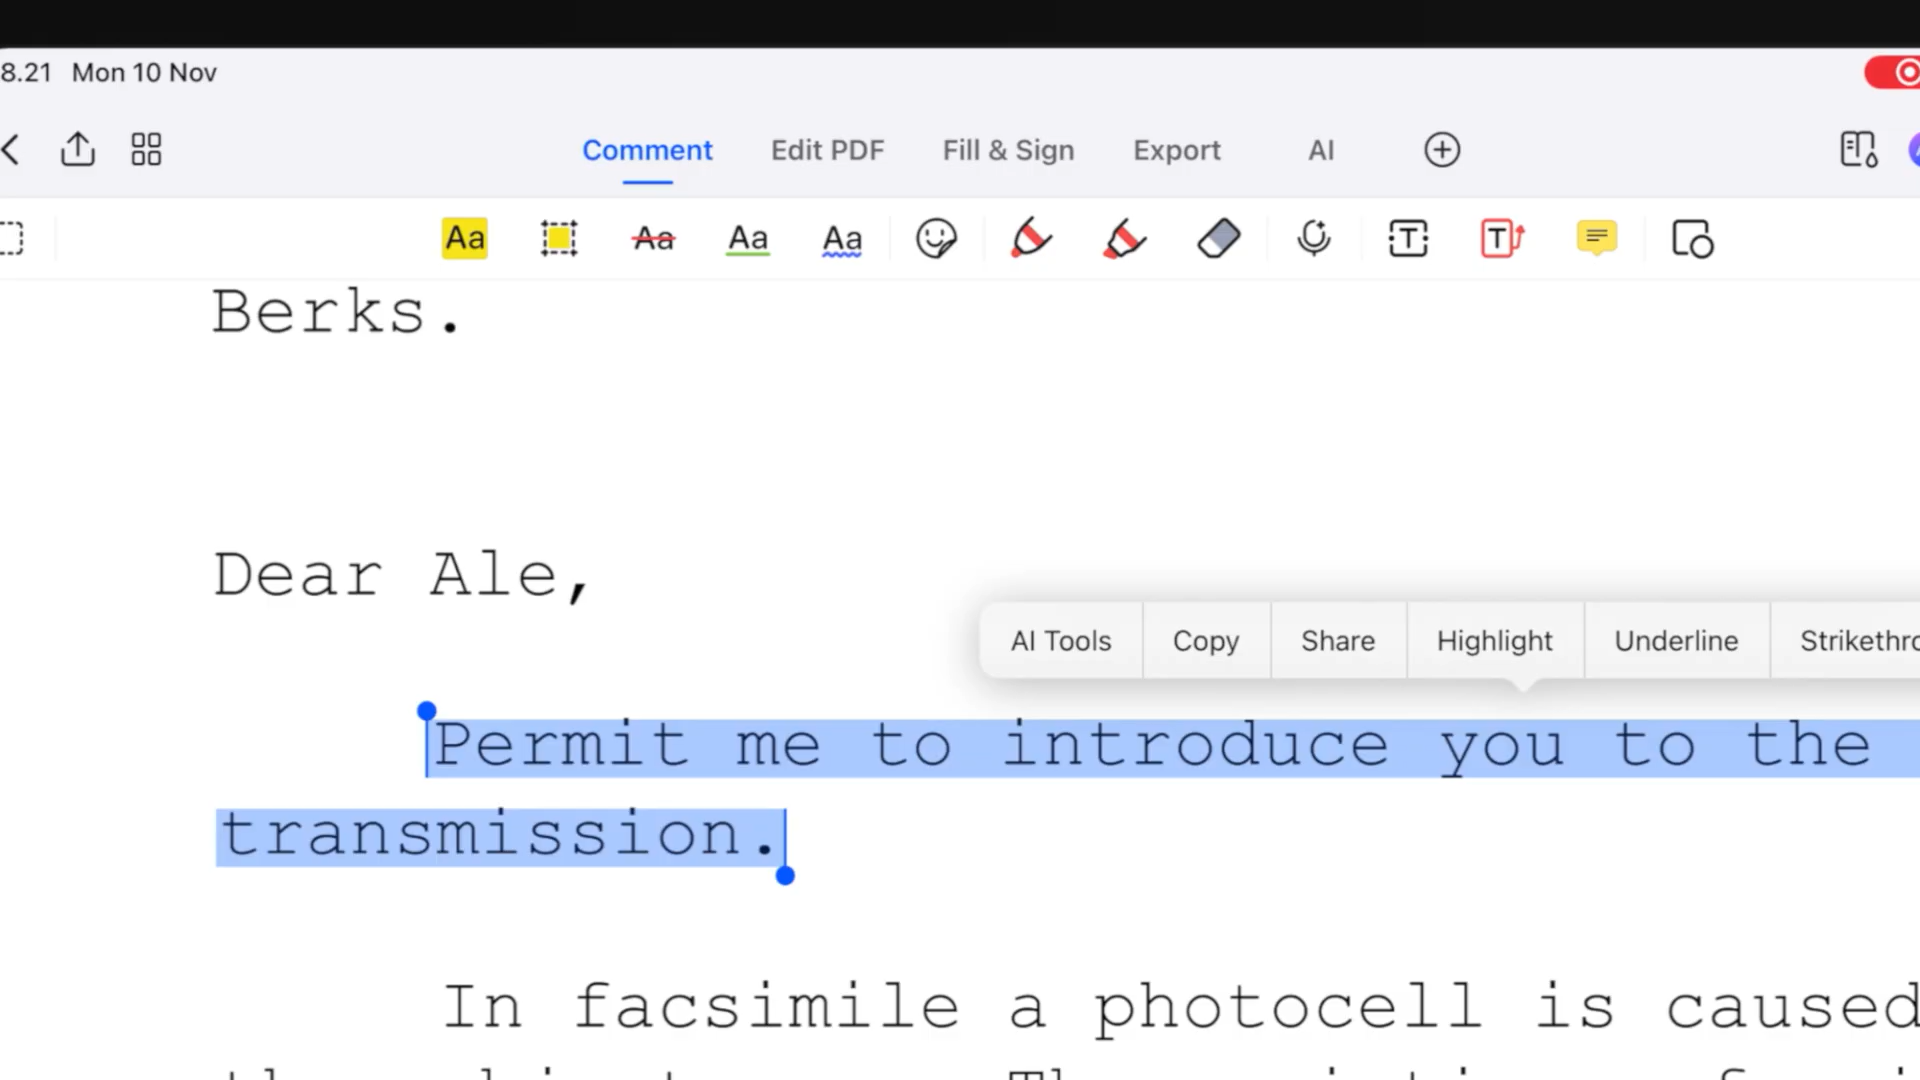 8.21 Mon 10 Nov
Comment Edit PDF Fill & Sign Export AI
Aa Aa Aa Aa T T
Berks.
Dear Ale,
AI Tools Copy Share Highlight Underline Strikethro
Permit me to introduce you to the
transmission.
In facsimile a photocell is caused